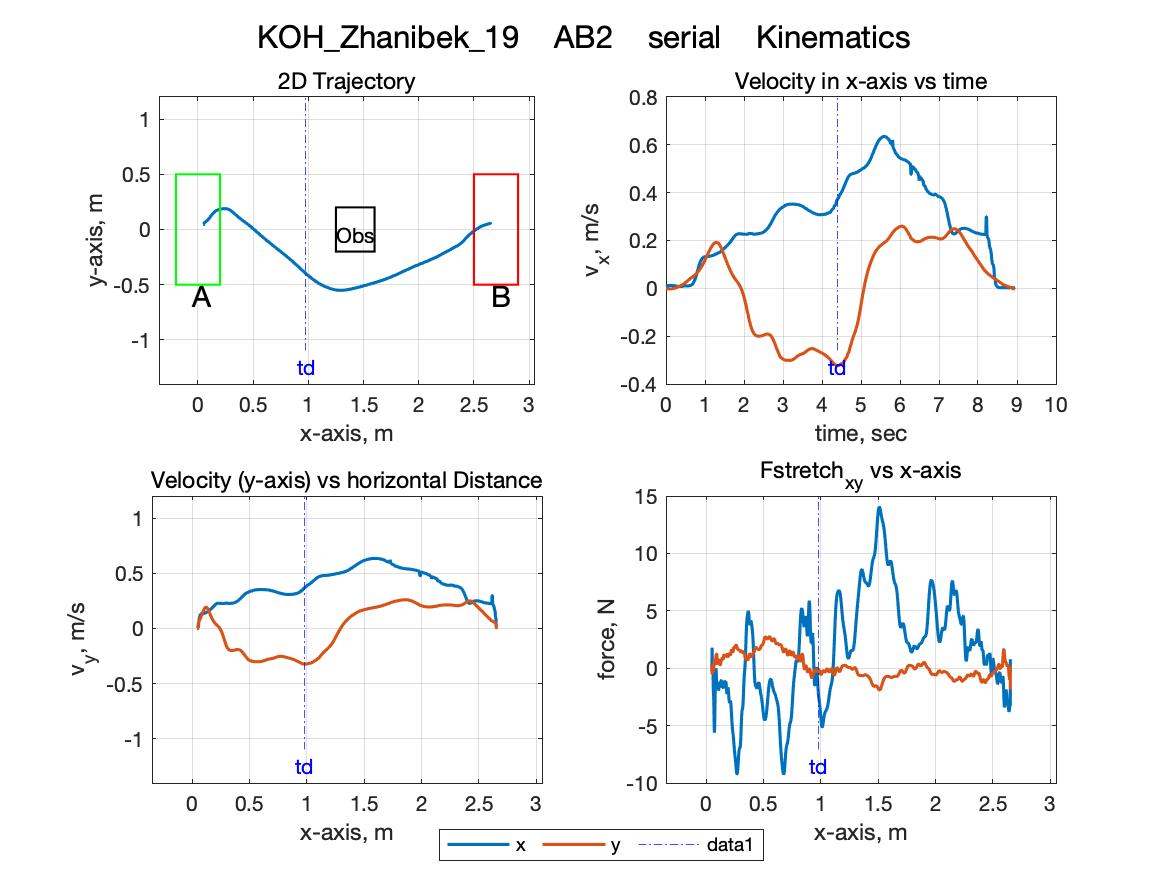 KOH_Zhanibek_19 AB2 serial Kinematics
2D Trajectory
y-axis, m
1
0.5
0
-0.5
-1
A
Obs
B
td
0 0.5 1 1.5 2 2.5 3
x-axis, m
Velocity in x-axis vs time
vx, m/s
0.8
0.6
0.4
0.2
0
-0.2
-0.4
td
0 1 2 3 4 5 6 7 8 9 10
time, sec
Velocity (y-axis) vs horizontal Distance
vy, m/s
1
0.5
0
-0.5
-1
td
0 0.5 1 1.5 2 2.5 3
x-axis, m
Fstretchxy vs x-axis
force, N
15
10
5
0
-5
-10
td
0 0.5 1 1.5 2 2.5 3
x-axis, m
x y data1